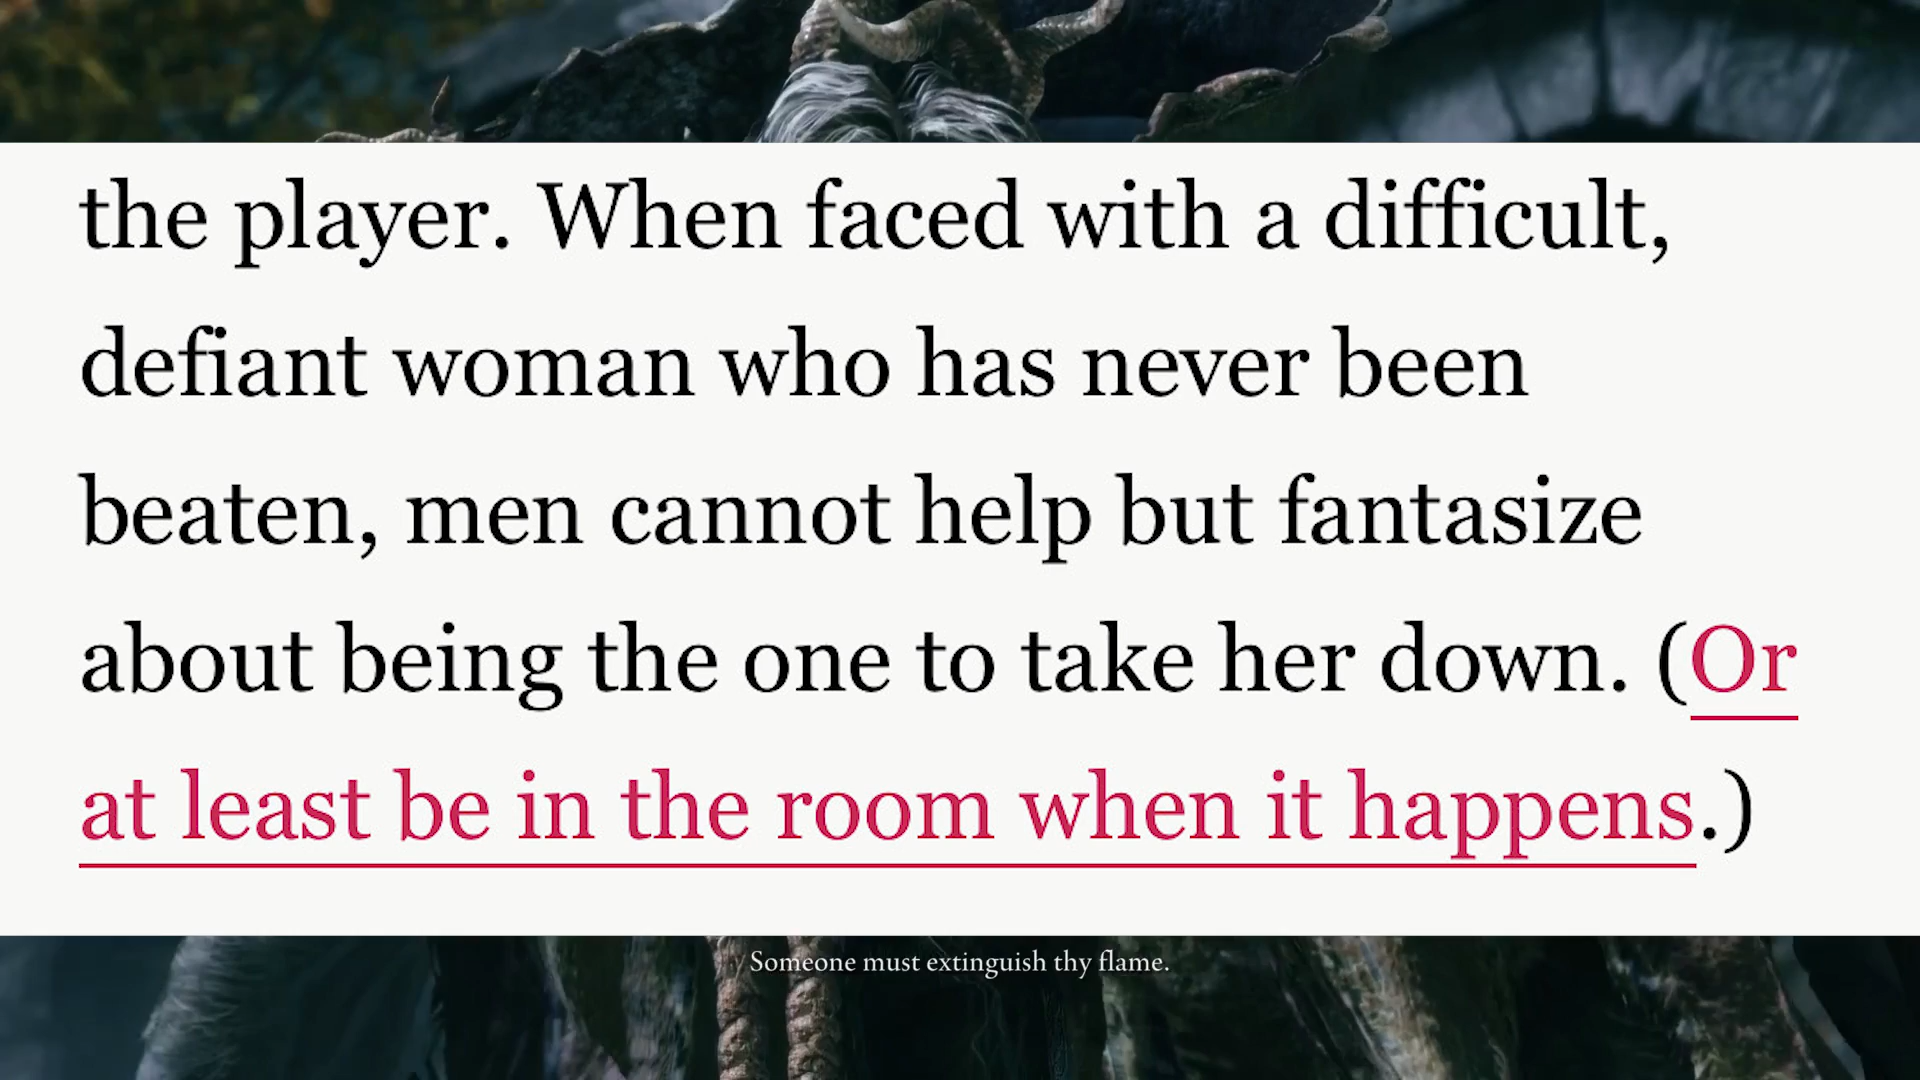 the player. When faced with a difficult,
defiant woman who has never been
beaten, men cannot help but fantasize
about being the one to take her down. (Or
at least be in the room when it happens.)
Someone must extinguish thy flame.